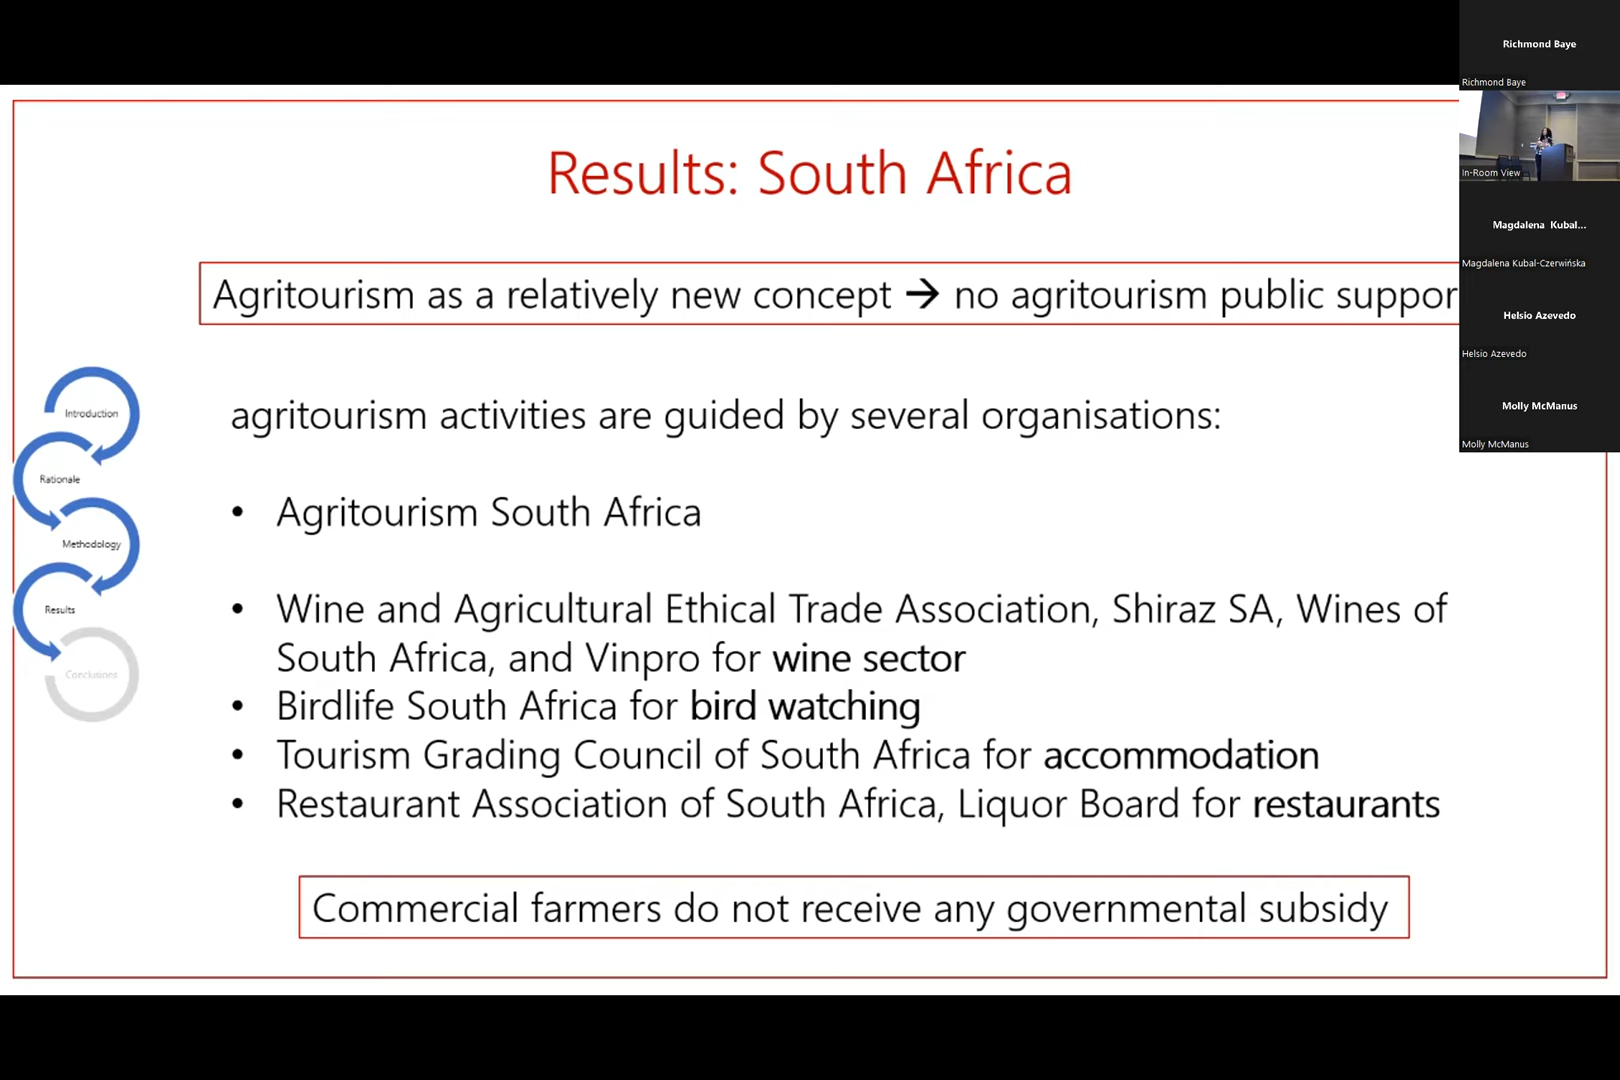 Results: South Africa
Agritourism as a relatively new concept → no agritourism public suppor
agritourism activities are guided by several organisations:
• Agritourism South Africa
• Wine and Agricultural Ethical Trade Association, Shiraz SA, Wines of
South Africa, and Vinpro for wine sector
• Birdlife South Africa for bird watching
• Tourism Grading Council of South Africa for accommodation
• Restaurant Association of South Africa, Liquor Board for restaurants
Commercial farmers do not receive any governmental subsidy
Introduction
Rationale
Methodology
Results
Conclusions
Richmond Baye
Richmond Baye
In-Room View
Magdalena Kubal...
Magdalena Kubal-Czerwińska
Helsio Azevedo
Helsio Azevedo
Molly McManus
Molly McManus